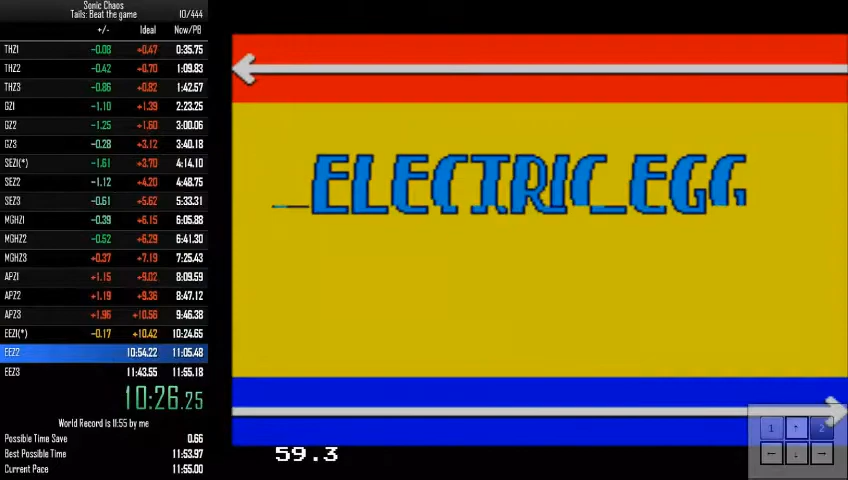 Sonic Chaos
Tails: Beat the game 10/444
+/- Ideal Now/PB
THZ1 -0.08 +0.47 0:35.75
THZ2 -0.42 +0.70 1:09.83
THZ3 -0.86 +0.82 1:42.57
GZ1 -1.10 +1.39 2:23.25
GZ2 -1.25 +1.60 3:00.06
GZ3 -0.28 +3.12 3:40.18
SEZ1(*) -1.61 +3.70 4:14.10
SEZ2 -1.12 +4.20 4:48.75
SEZ3 -0.61 +5.62 5:33.31
MGHZ1 -0.39 +6.15 6:05.88
MGHZ2 -0.52 +6.29 6:41.30
MGHZ3 +0.37 +7.19 7:25.43
APZ1 +1.15 +9.02 8:09.59
APZ2 +1.19 +9.36 8:47.12
APZ3 +1.96 +10.56 9:46.38
EEZ1(*) -0.17 +10.42 10:24.65
EEZ2 10:54.22 11:05.48
EEZ3 11:43.55 11:55.18
10:26.25
World Record is 11:55 by me
Possible Time Save 0.66
Best Possible Time 11:53.97
Current Pace 11:55.00
ELECTRIC EGG
59.3
1 ↑ 2
← ↓ →